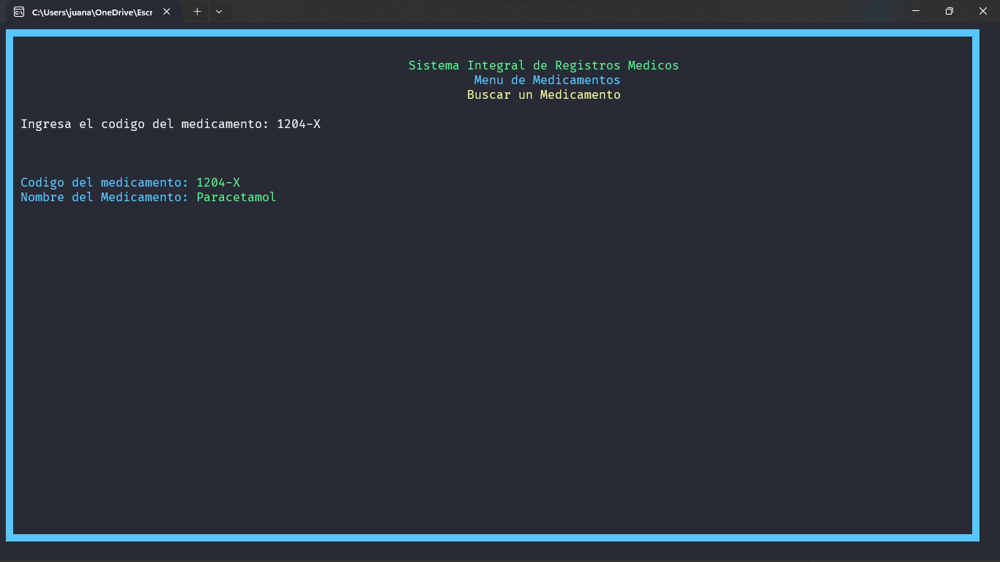 C:\Users\juana\OneDrive\Escr
Sistema Integral de Registros Medicos
Menu de Medicamentos
Buscar un Medicamento
Ingresa el codigo del medicamento: 1204-X
Codigo del medicamento: 1204-X
Nombre del Medicamento: Paracetamol